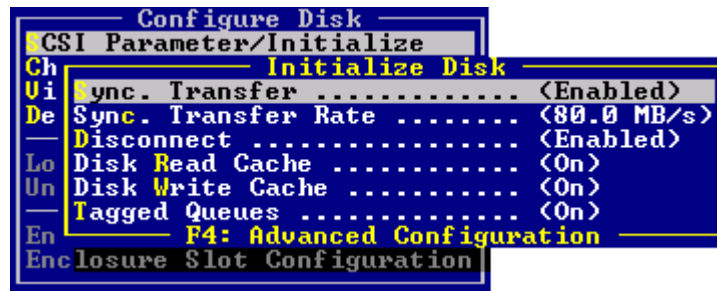 Configure Disk
SCSI Parameter/Initialize
Ch
Initialize Disk
Vi
Sync. Transfer .............. (Enabled)
De
Sync. Transfer Rate ........ (80.0 MB/s)
Disconnect .................. (Enabled)
Lo
Disk Read Cache ............ (On)
Un
Disk Write Cache ........... (On)
Tagged Queues .............. (On)
En
F4: Advanced Configuration
Enclosure Slot Configuration